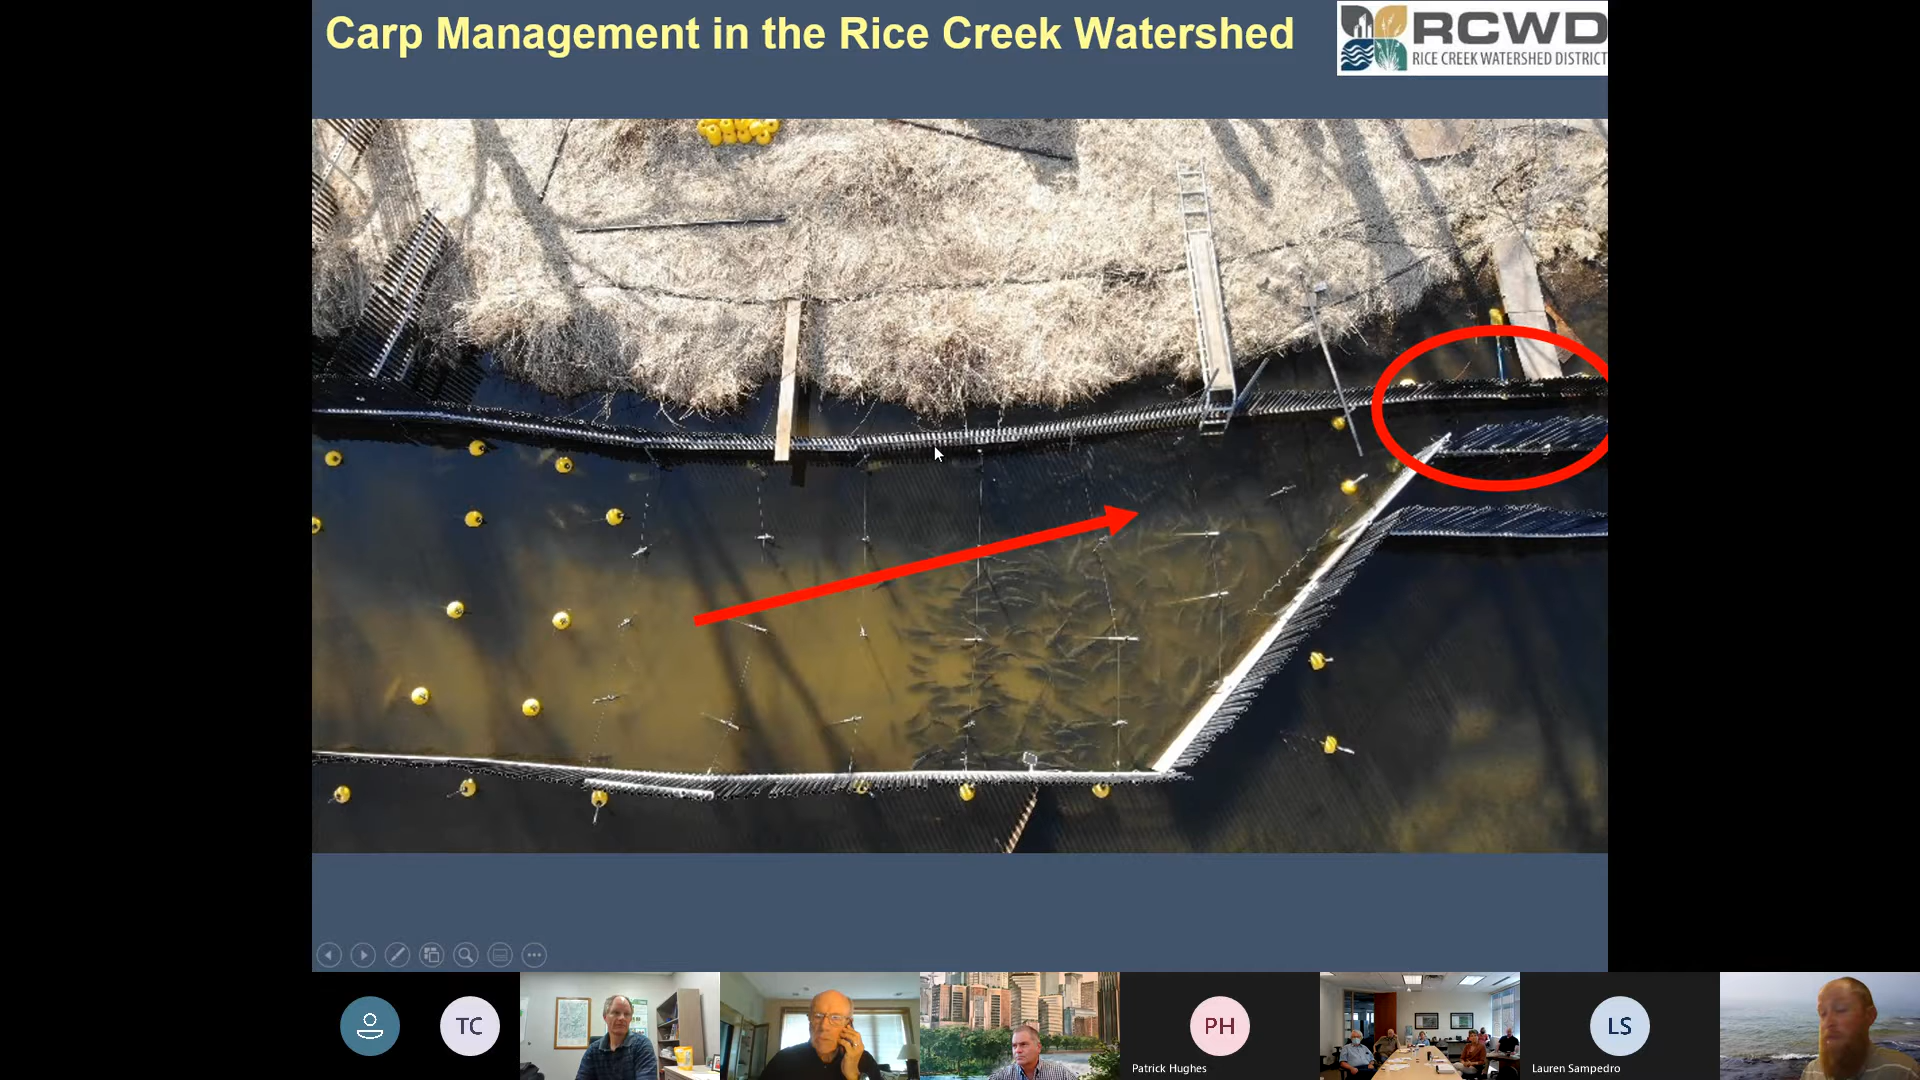 Carp Management in the Rice Creek Watershed
RCWD
RICE CREEK WATERSHED DISTRICT
TC
PH
Patrick Hughes
LS
Lauren Sampedro